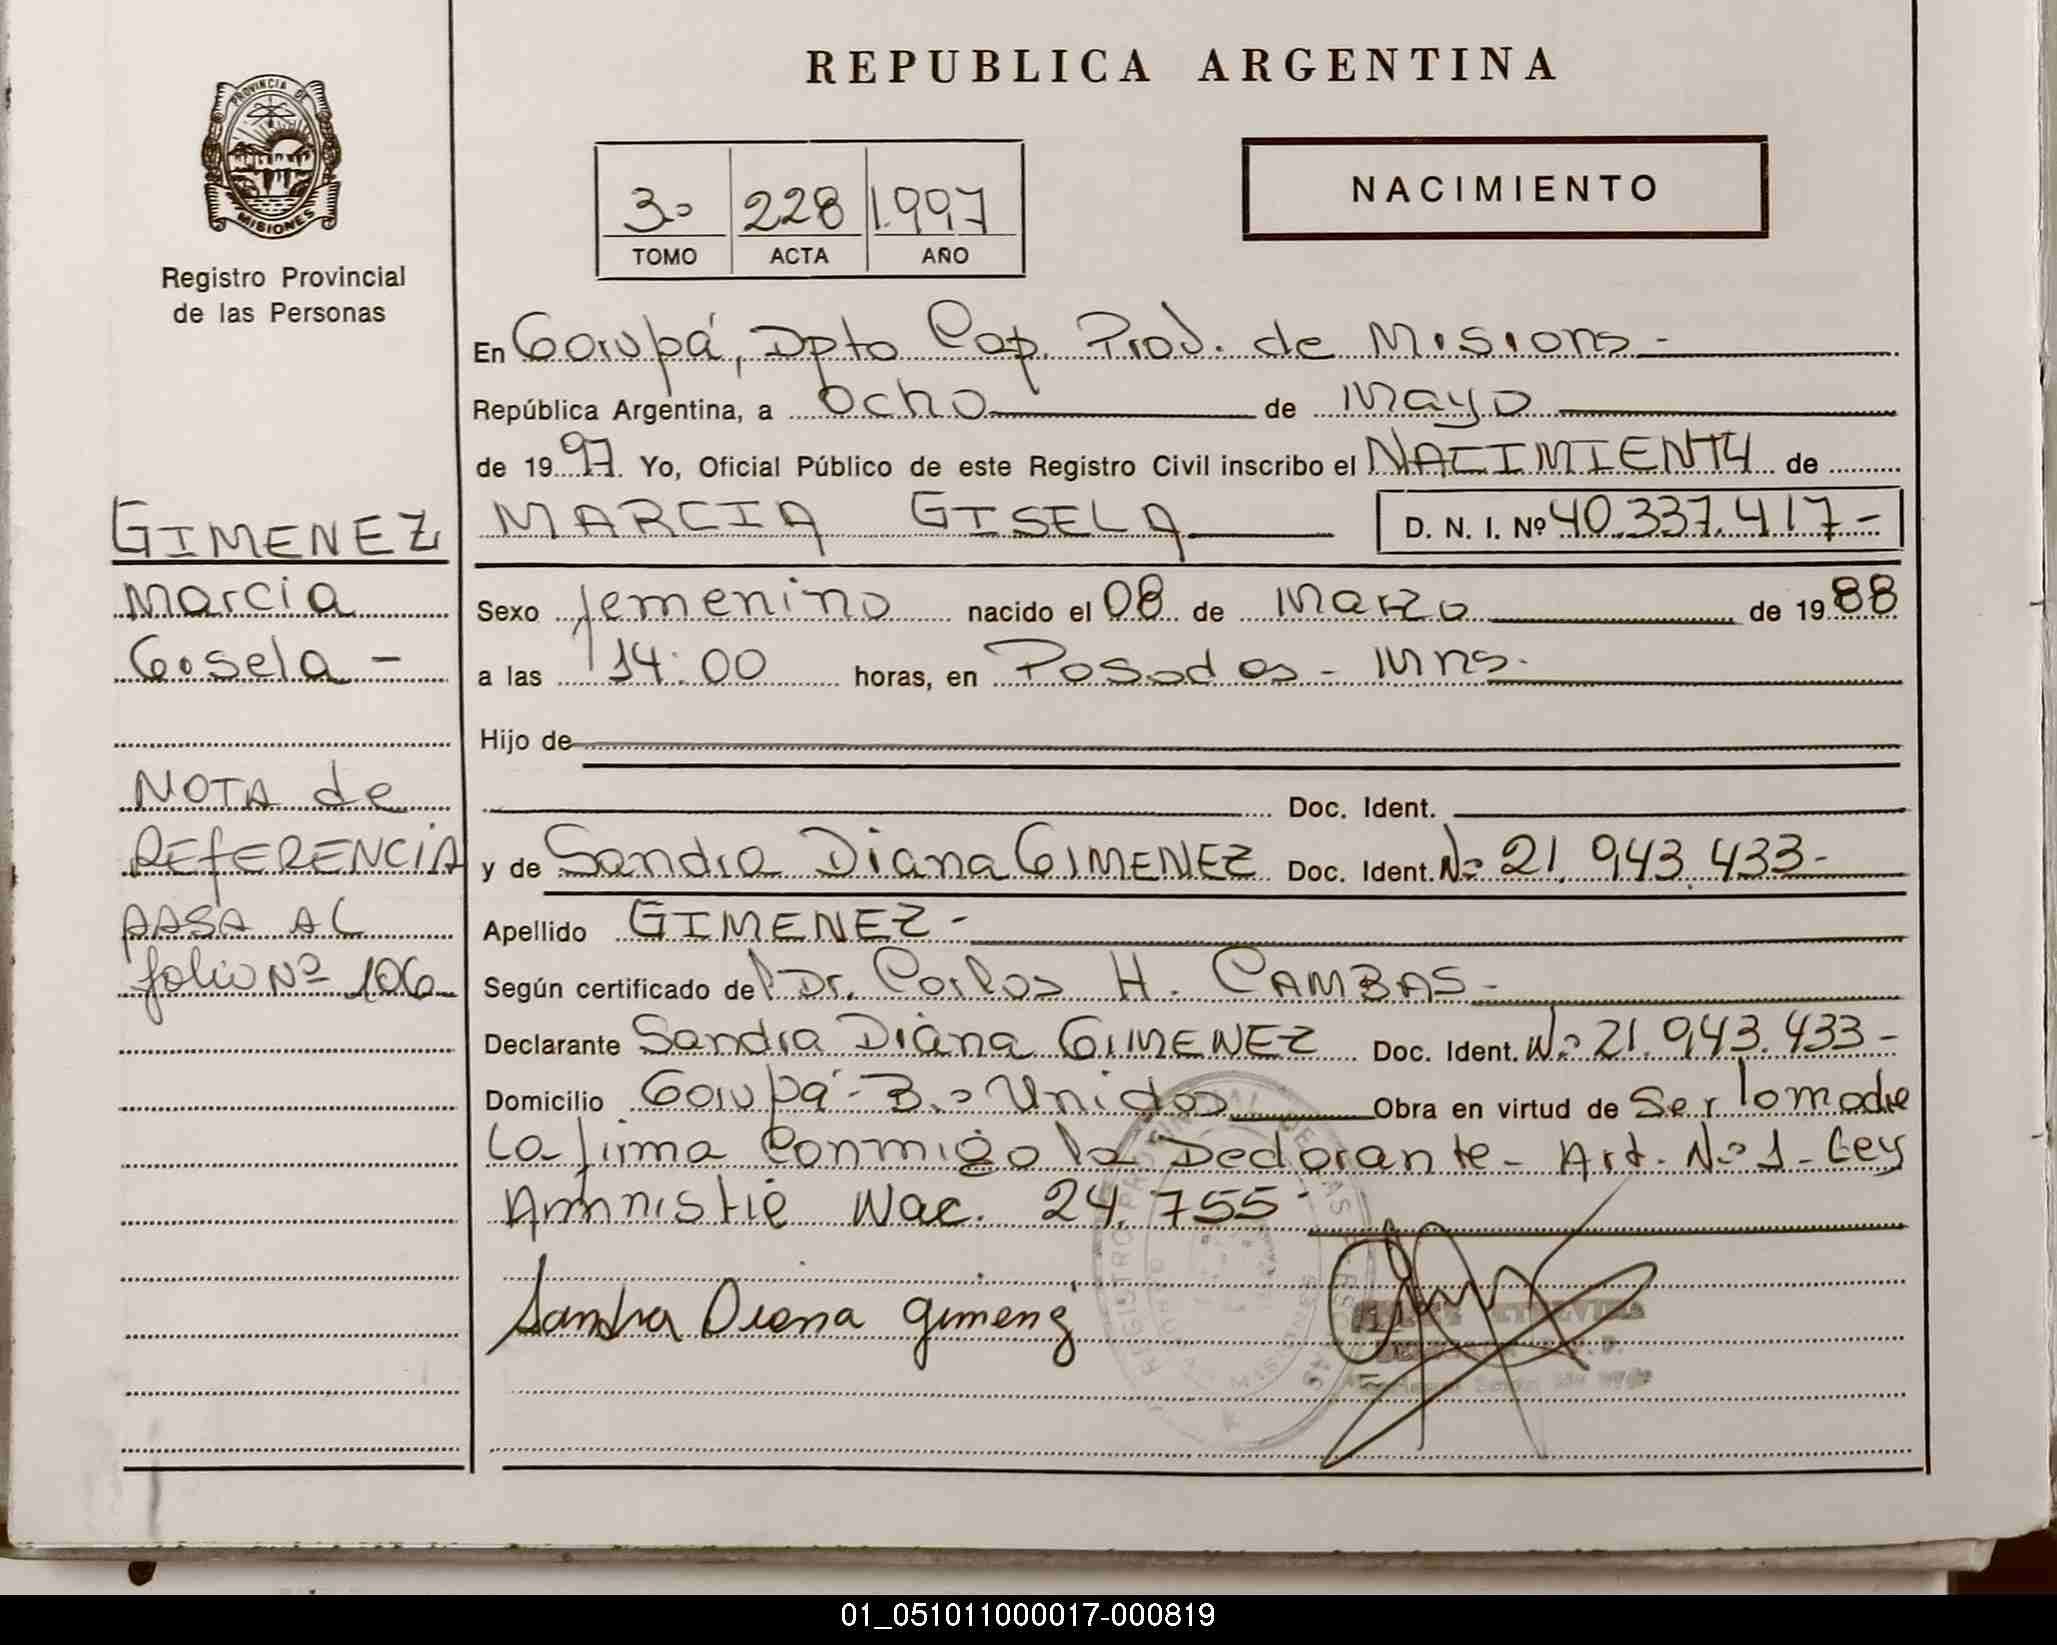 REPUBLICA ARGENTINA
PROVINCIA DE
MISIONES
Registro Provincial
de las Personas
3º 228 1.997
TOMO ACTA AÑO
NACIMIENTO
En Garupá, Dpto Cap. Prov. de Misions -
República Argentina, a ocho de Mayo
de 1997 Yo, Oficial Público de este Registro Civil inscribo el NACIMIENTO de
MARCIA GISELA D. N. I. Nº 40.337.417-
Sexo femenino nacido el 08 de Marzo de 1988
a las 14:00 horas, en Posadas - Mns.
Hijo de
Doc. Ident.
y de Sandra Diana GIMENEZ Doc. Ident. Nº 21.943.433-
Apellido GIMENEZ -
Según certificado del Dr. Carlos H. CAMBAS -
Declarante Sandra Diana GIMENEZ Doc. Ident. Nº 21.943.433-
Domicilio Garupá - B.º Unidos Obra en virtud de Ser la madre
La firma Conmigo la Declarante - Art. Nº 1 - Ley
Amnistie Nac. 24.755-
Sandra Diana Gimenez
GIMENEZ
Marcia
Gisela -
NOTA de
REFERENCIA
PASA AL
folio Nº 106
01_051011000017-000819